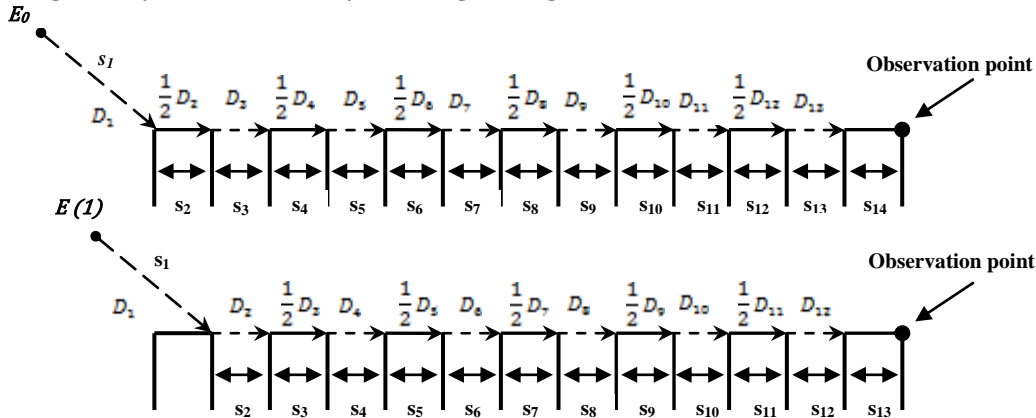 E₀
s₁
Observation point
D₁ ½D₂ D₃ ½D₄ D₅ ½D₆ D₇ ½D₈ D₉ ½D₁₀ D₁₁ ½D₁₂ D₁₃
s₂ s₃ s₄ s₅ s₆ s₇ s₈ s₉ s₁₀ s₁₁ s₁₂ s₁₃ s₁₄
E (1)
s₁
Observation point
D₁ D₂ ½D₃ D₄ ½D₅ D₆ ½D₇ D₈ ½D₉ D₁₀ ½D₁₁ D₁₂
s₂ s₃ s₄ s₅ s₆ s₇ s₈ s₉ s₁₀ s₁₁ s₁₂ s₁₃